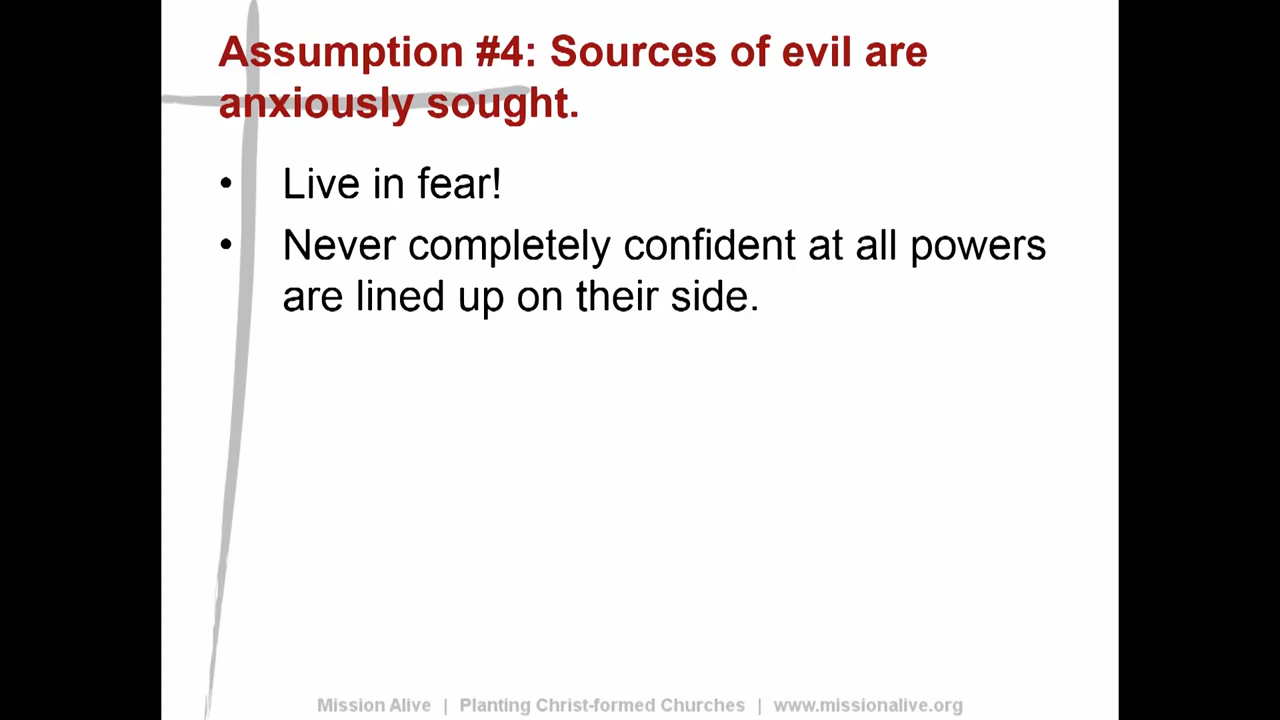 Assumption #4: Sources of evil are
anxiously sought.
• Live in fear!
• Never completely confident at all powers
are lined up on their side.
Mission Alive | Planting Christ-formed Churches | www.missionalive.org